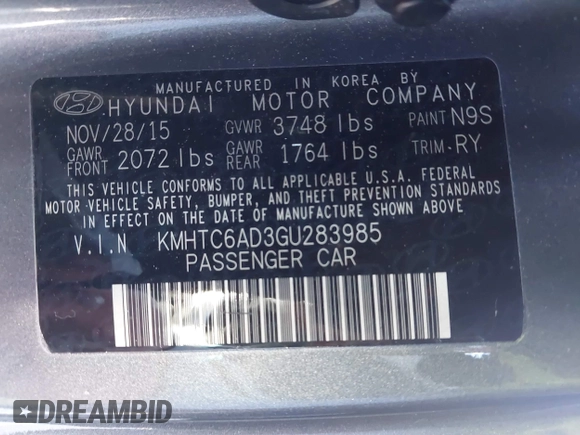 MANUFACTURED IN KOREA BY
HYUNDAI MOTOR COMPANY
NOV/28/15 GVWR 3748 lbs PAINT N9S
GAWR FRONT 2072 lbs GAWR REAR 1764 lbs TRIM: RY
THIS VEHICLE CONFORMS TO ALL APPLICABLE U.S.A. FEDERAL
MOTOR VEHICLE SAFETY, BUMPER, AND THEFT PREVENTION STANDARDS
IN EFFECT ON THE DATE OF MANUFACTURE SHOWN ABOVE.
V.I.N KMHTC6AD3GU283985
PASSENGER CAR
DREAMBID